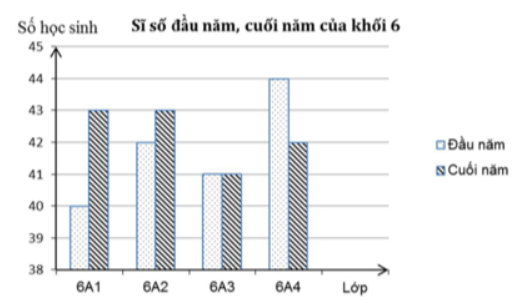 Số học sinh
Sĩ số đầu năm, cuối năm của khối 6
45
44
43
42
41
40
39
38
6A1 6A2 6A3 6A4 Lớp
Đầu năm
Cuối năm